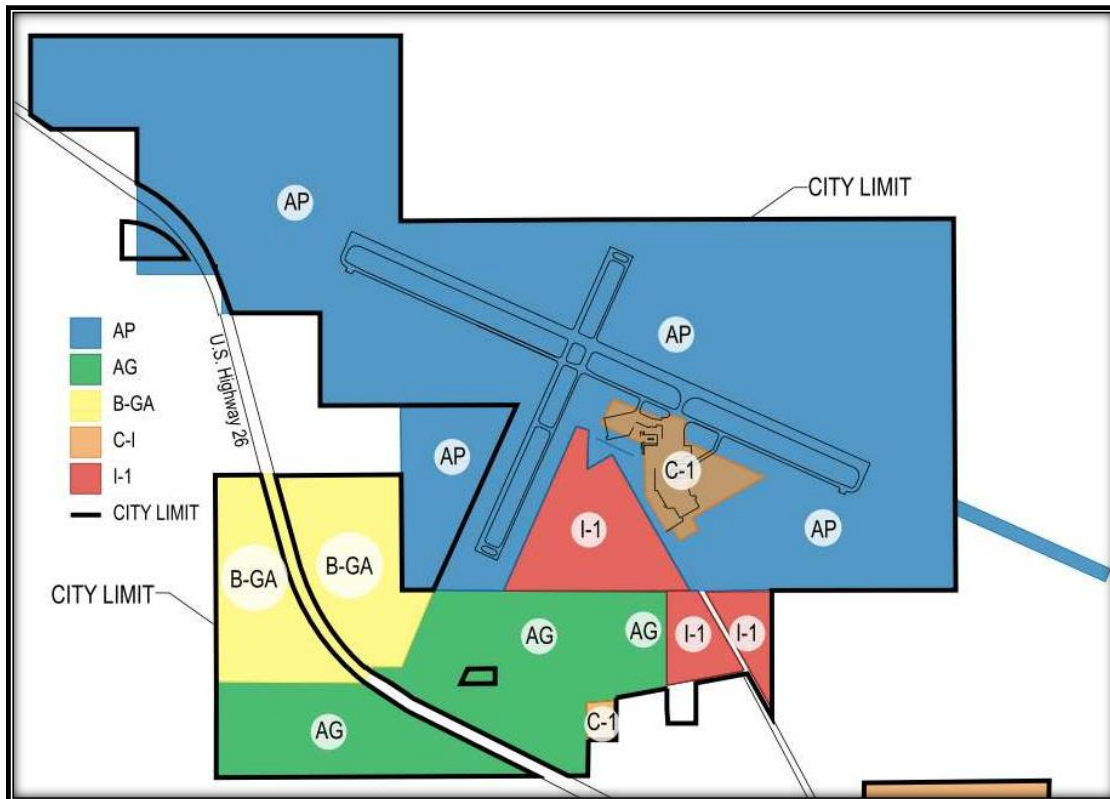 CITY LIMIT
AP
AP
AP
AG
B-GA
C-I
I-1
CITY LIMIT
U.S. Highway 26
AP
C-1
AP
I-1
B-GA
B-GA
CITY LIMIT
AG
AG
I-1
I-1
AG
C-1